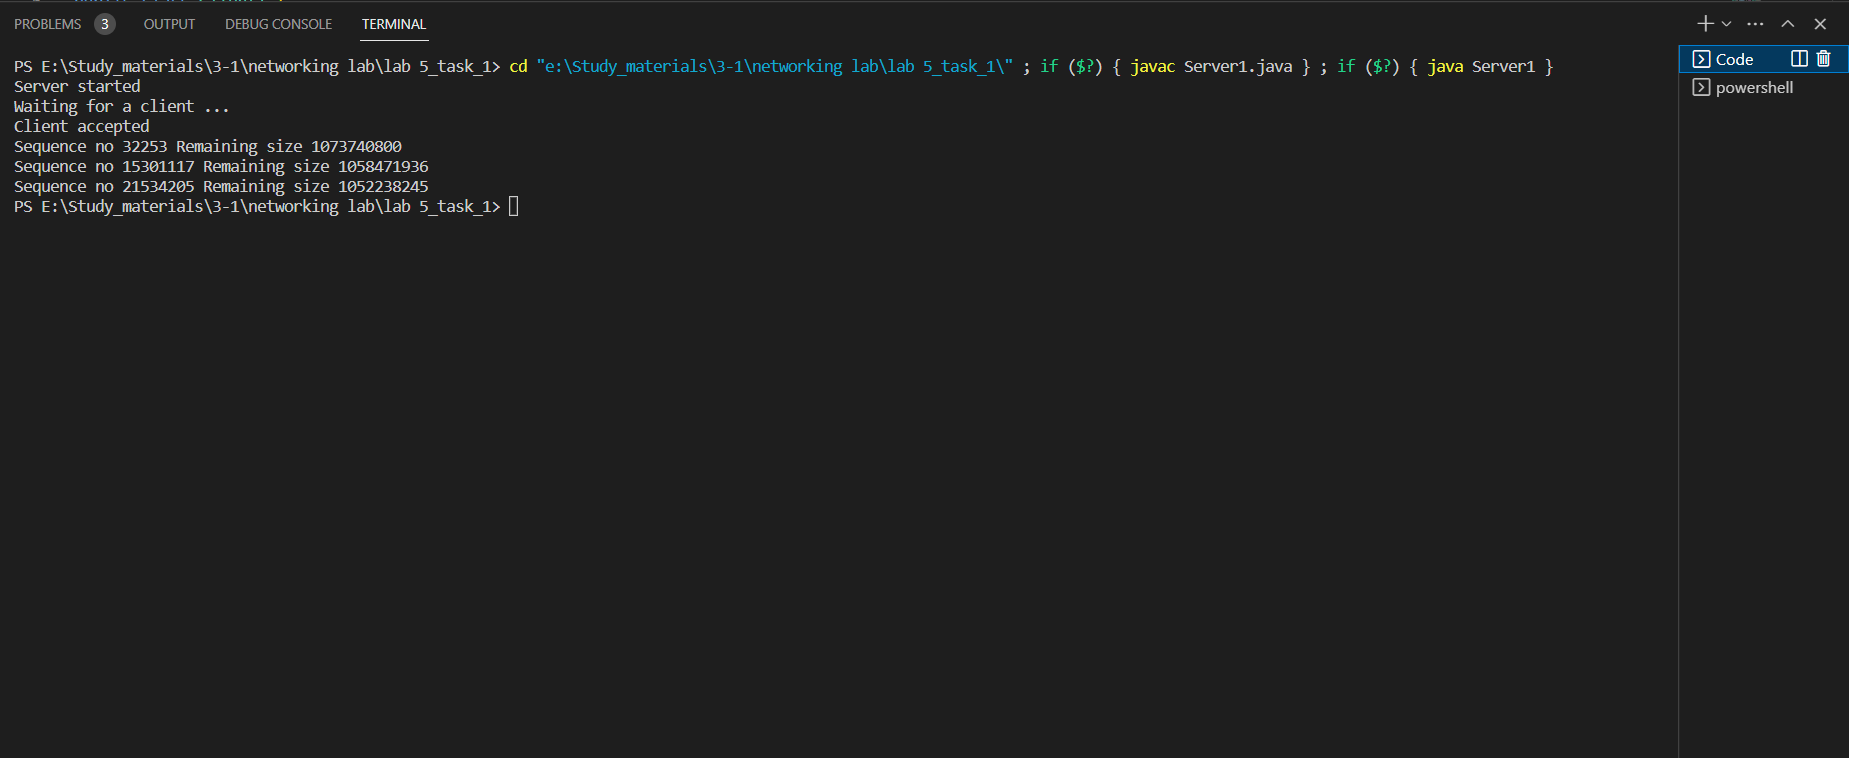 PROBLEMS 3 OUTPUT DEBUG CONSOLE TERMINAL
PS E:\Study_materials\3-1\networking lab\lab 5_task_1> cd "e:\Study_materials\3-1\networking lab\lab 5_task_1\" ; if ($?) { javac Server1.java } ; if ($?) { java Server1 }
Server started
Waiting for a client ...
Client accepted
Sequence no 32253 Remaining size 1073740800
Sequence no 15301117 Remaining size 1058471936
Sequence no 21534205 Remaining size 1052238245
PS E:\Study_materials\3-1\networking lab\lab 5_task_1>
Code
powershell